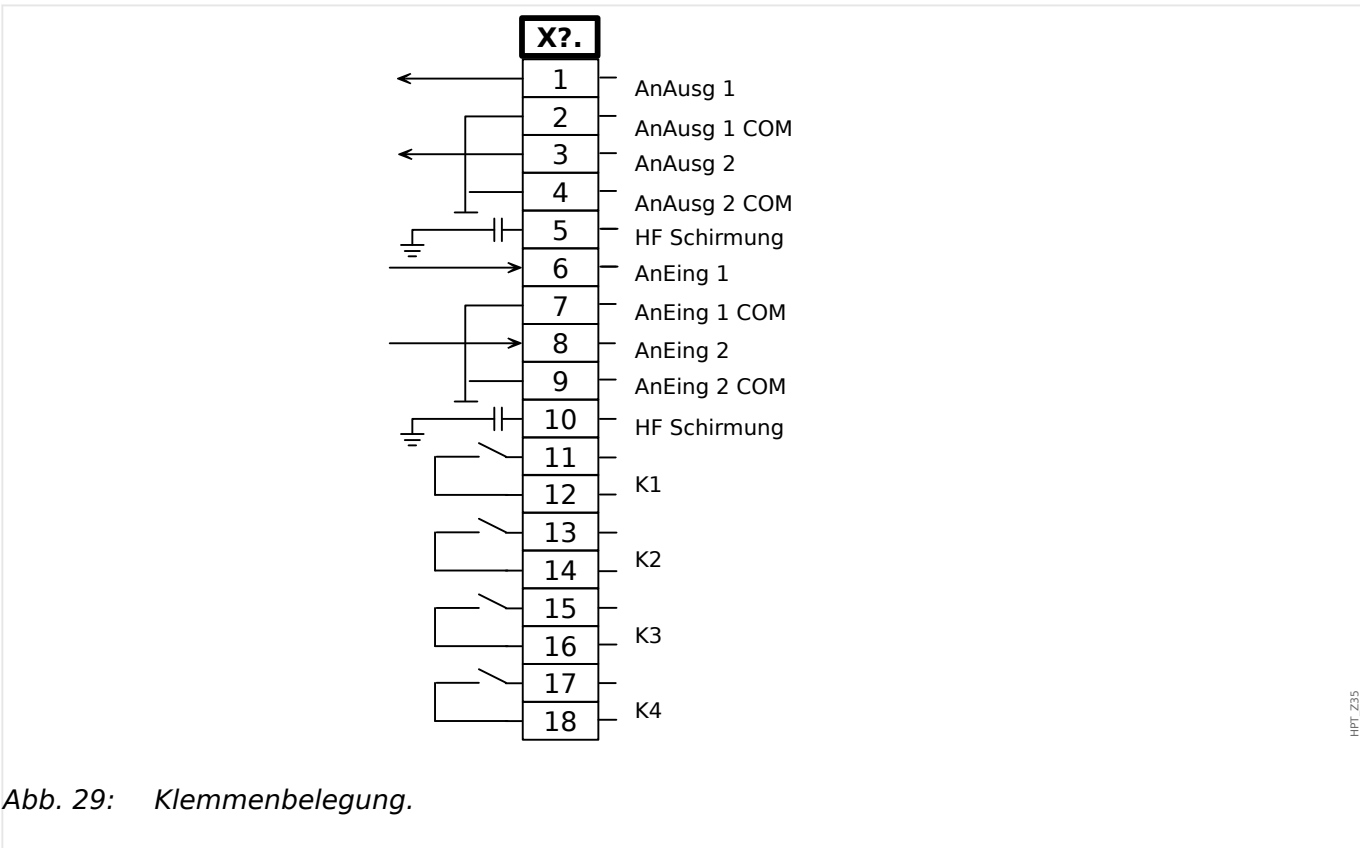 X?.
1 AnAusg 1
2 AnAusg 1 COM
3 AnAusg 2
4 AnAusg 2 COM
5 HF Schirmung
6 AnEing 1
7 AnEing 1 COM
8 AnEing 2
9 AnEing 2 COM
10 HF Schirmung
11
K1
12
13
K2
14
15
K3
16
17
K4
18
HPT_Z35
Abb. 29: Klemmenbelegung.